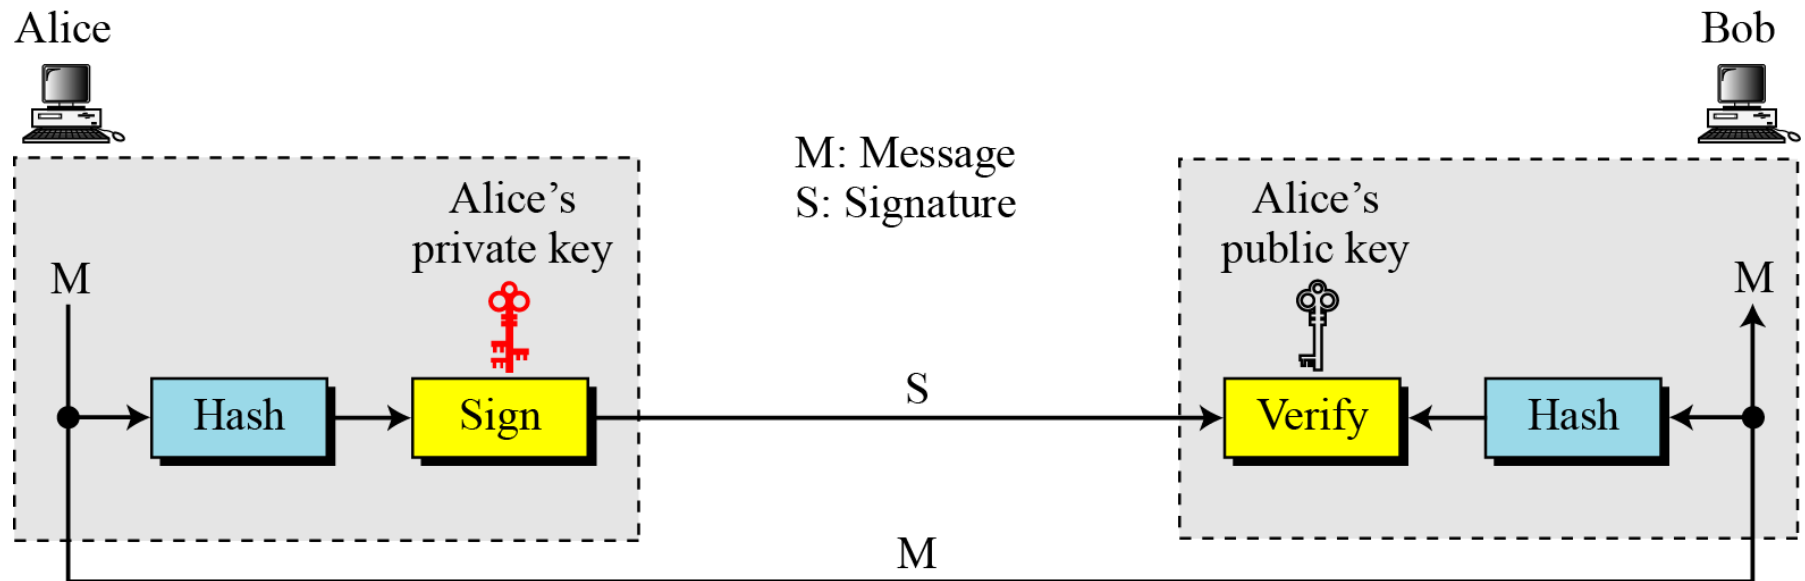 Alice
Bob
M: Message
S: Signature
Alice’s
private key
Alice’s
public key
M
M
Hash
Sign
S
Verify
Hash
M